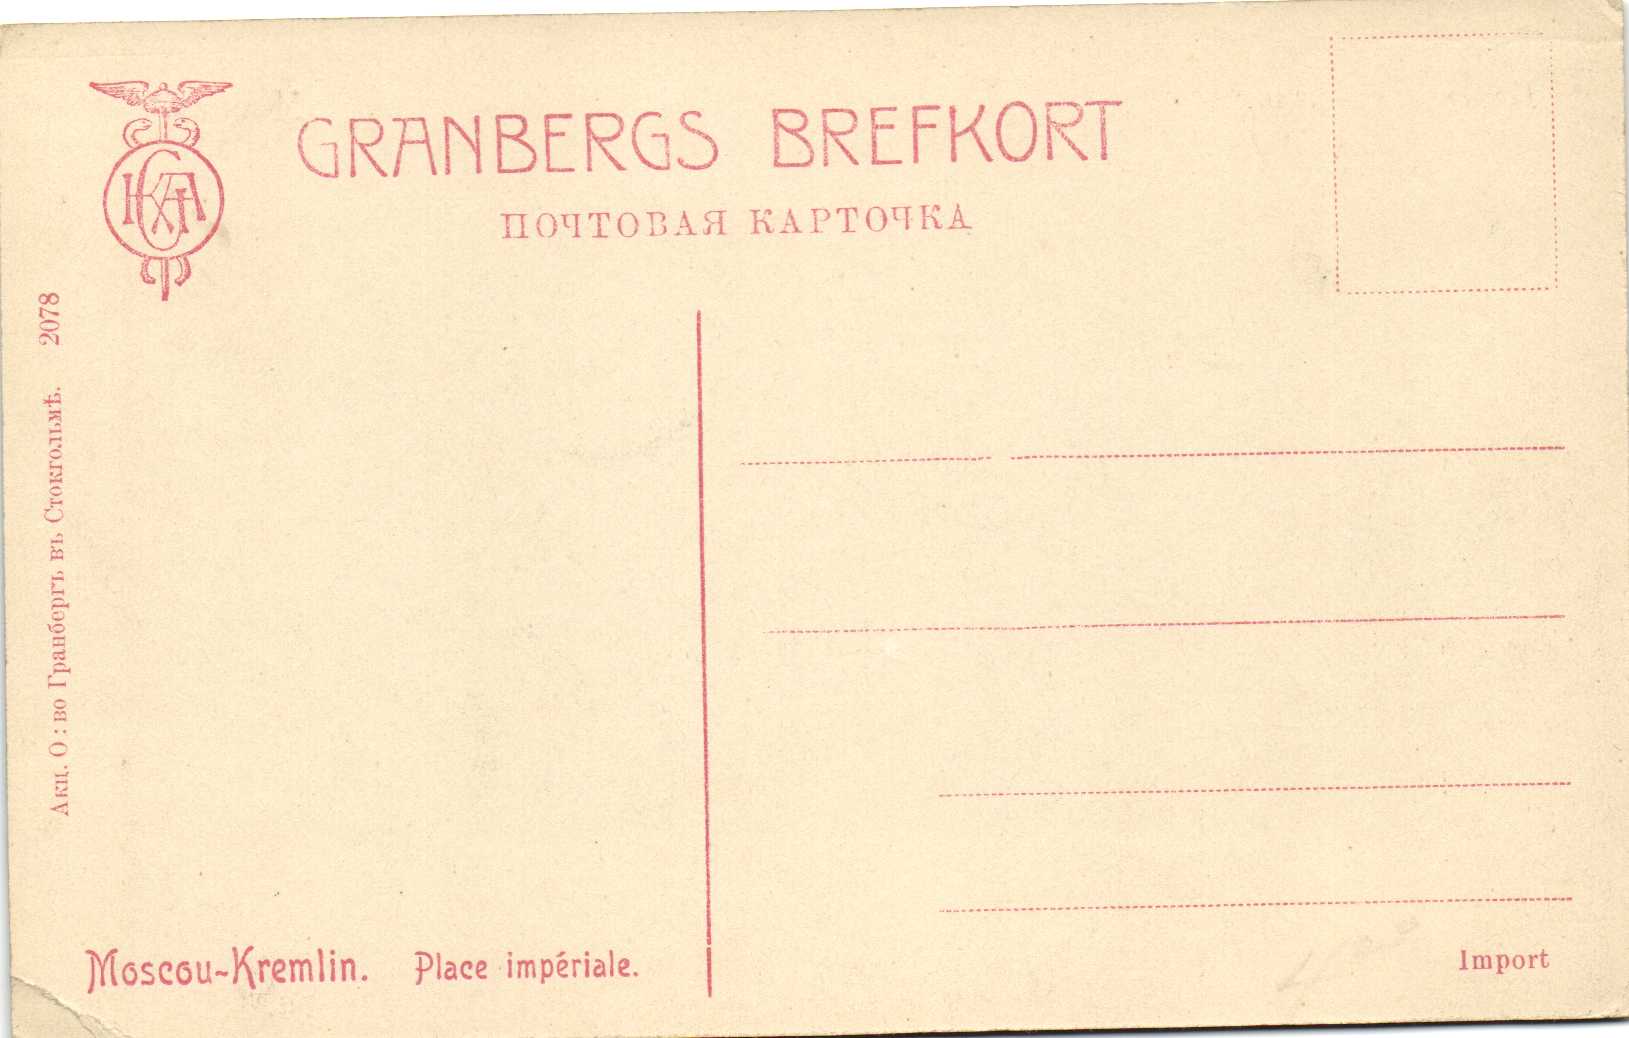 GRANBERGS BREFKORT
ПОЧТОВАЯ КАРТОЧКА
Акц. О: во Гранбергъ въ Стокгольмѣ. 2078
Moscou-Kremlin. Place impériale.
Import